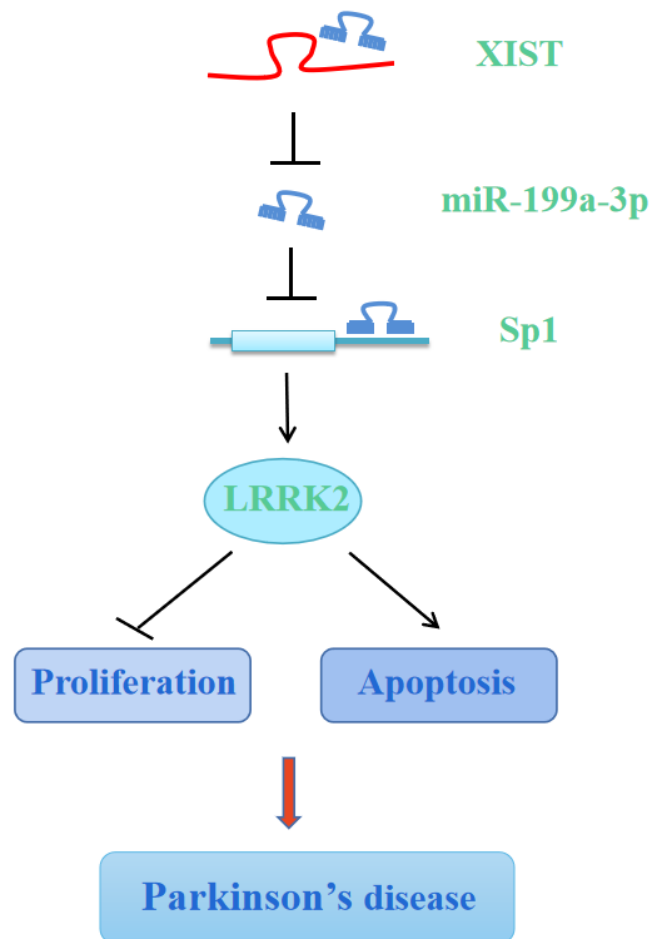 XIST
miR-199a-3p
Sp1
LRRK2
Proliferation
Apoptosis
Parkinson’s disease